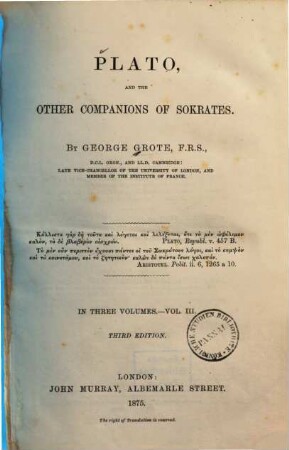 PLATO,
AND THE
OTHER COMPANIONS OF SOKRATES.
BY GEORGE GROTE, F.R.S.,
D.C.L. OXON., AND LL.D. CAMBRIDGE:
LATE VICE-CHANCELLOR OF THE UNIVERSITY OF LONDON, AND
MEMBER OF THE INSTITUTE OF FRANCE.
Κάλλιστα γὰρ δὴ τοῦτο καὶ λέγεται καὶ λελέξεται, ὅτι τὸ μὲν ὠφέλιμον
καλόν, τὸ δὲ βλαβερὸν αἰσχρόν. PLATO, Republ. v. 457 B.
Τὸ μὲν οὖν περιττὸν ἔχουσι πάντες οἱ τοῦ Σωκράτους λόγοι, καὶ τὸ κομψὸν
καὶ τὸ καινοτόμον, καὶ τὸ ζητητικόν· καλῶς δὲ πάντα ἴσως χαλεπόν.
ARISTOTEL. Polit. ii. 6, 1265 a 10.
IN THREE VOLUMES.—VOL. III.
THIRD EDITION.
STUDIENBIBLIOTHEK
PASSAU
LONDON:
JOHN MURRAY, ALBEMARLE STREET.
1875.
The right of Translation is reserved.